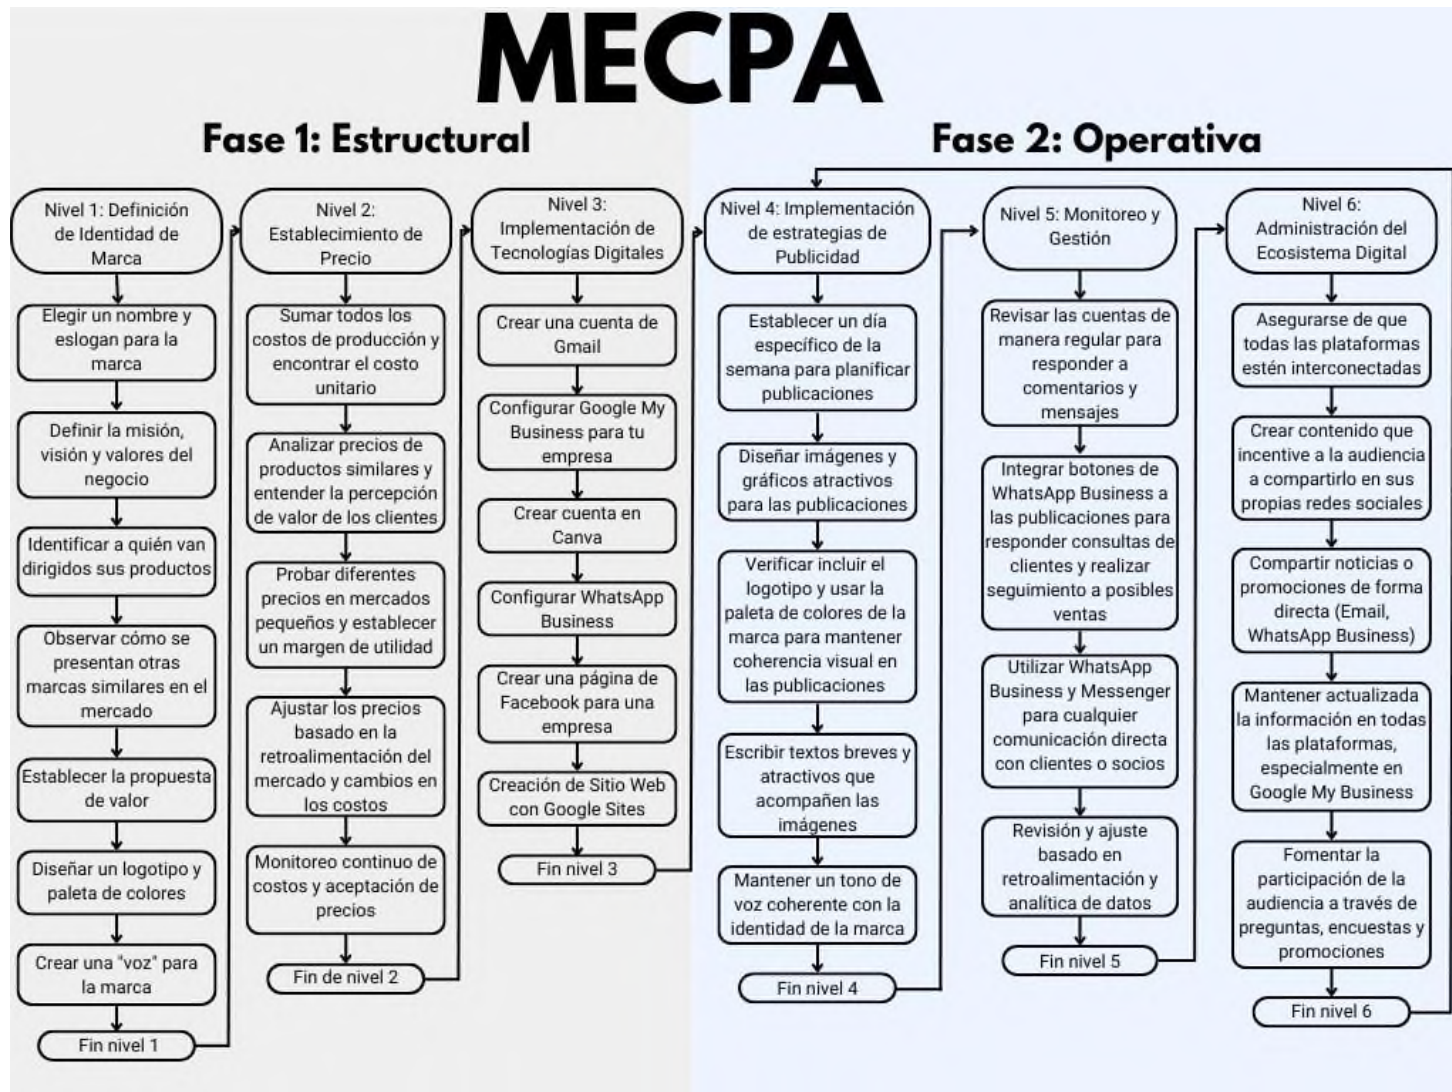 MECPA
Fase 1: Estructural
Nivel 1: Definición
de Identidad de
Marca
Elegir un nombre y
eslogan para la
marca
Definir la misión,
visión y valores del
negocio
Identificar a quién van
dirigidos sus productos
Observar cómo se
presentan otras
marcas similares en el
mercado
Establecer la propuesta
de valor
Diseñar un logotipo y
paleta de colores
Crear una "voz" para
la marca
Fin nivel 1
Nivel 2:
Establecimiento de
Precio
Sumar todos los
costos de producción y
encontrar el costo
unitario
Analizar precios de
productos similares y
entender la percepción
de valor de los clientes
Probar diferentes
precios en mercados
pequeños y establecer
un margen de utilidad
Ajustar los precios
basado en la
retroalimentación del
mercado y cambios en
los costos
Monitoreo continuo de
costos y aceptación de
precios
Fin de nivel 2
Nivel 3:
Implementación de
Tecnologías Digitales
Crear una cuenta de
Gmail
Configurar Google My
Business para tu
empresa
Crear cuenta en
Canva
Configurar WhatsApp
Business
Crear una página de
Facebook para una
empresa
Creación de Sitio Web
con Google Sites
Fin nivel 3
Fase 2: Operativa
Nivel 4: Implementación
de estrategias de
Publicidad
Establecer un día
específico de la
semana para planificar
publicaciones
Diseñar imágenes y
gráficos atractivos
para las publicaciones
Verificar incluir el
logotipo y usar la
paleta de colores de la
marca para mantener
coherencia visual en
las publicaciones
Escribir textos breves y
atractivos que
acompañen las
imágenes
Mantener un tono de
voz coherente con la
identidad de la marca
Fin nivel 4
Nivel 5: Monitoreo y
Gestión
Revisar las cuentas de
manera regular para
responder a
comentarios y
mensajes
Integrar botones de
WhatsApp Business a
las publicaciones para
responder consultas de
clientes y realizar
seguimiento a posibles
ventas
Utilizar WhatsApp
Business y Messenger
para cualquier
comunicación directa
con clientes o socios
Revisión y ajuste
basado en
retroalimentación y
analítica de datos
Fin nivel 5
Nivel 6:
Administración del
Ecosistema Digital
Asegurarse de que
todas las plataformas
estén interconectadas
Crear contenido que
incentive a la audiencia
a compartirlo en sus
propias redes sociales
Compartir noticias o
promociones de forma
directa (Email,
WhatsApp Business)
Mantener actualizada
la información en todas
las plataformas,
especialmente en
Google My Business
Fomentar la
participación de la
audiencia a través de
preguntas, encuestas y
promociones
Fin nivel 6